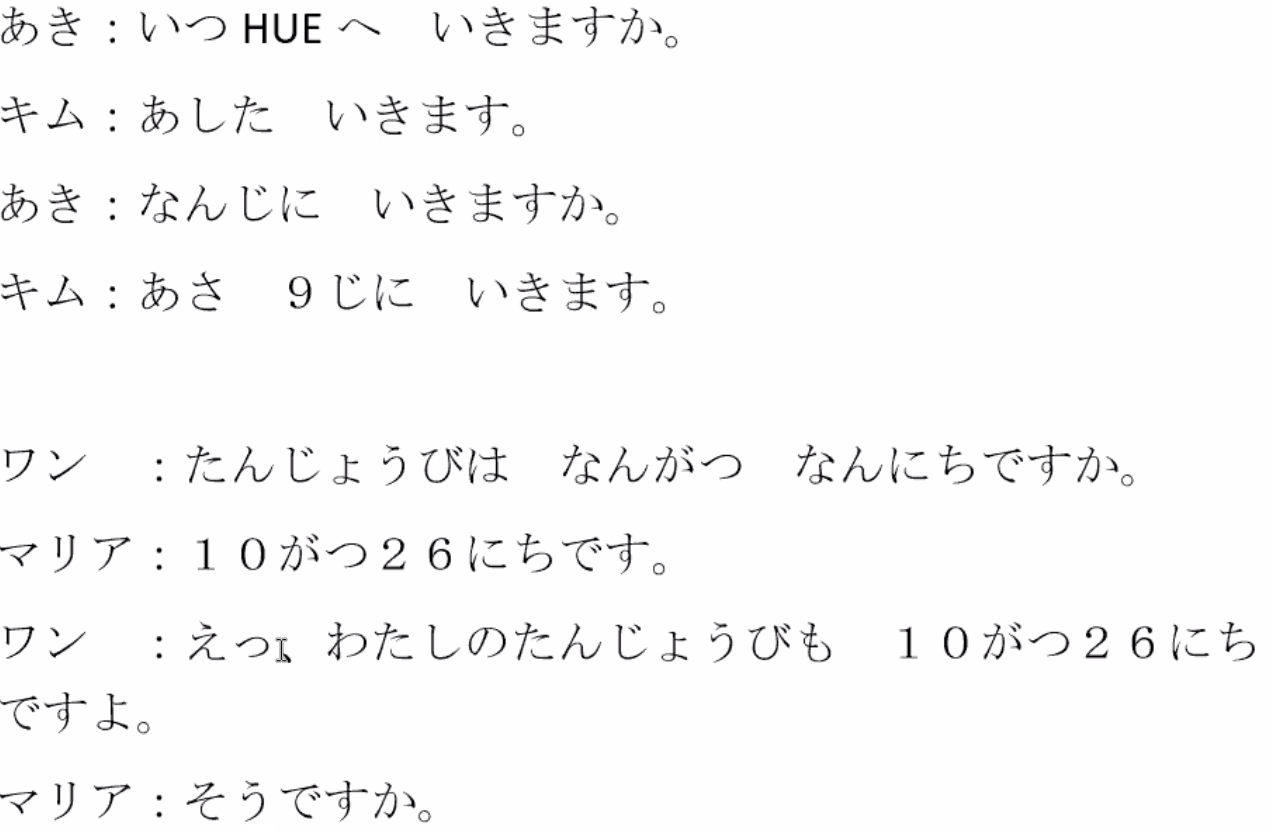 あき：いつ HUE へ　いきますか。
キム：あした　いきます。
あき：なんじに　いきますか。
キム：あさ　９じに　いきます。
ワン　：たんじょうびは　なんがつ　なんにちですか。
マリア：１０がつ２６にちです。
ワン　：えっ　わたしのたんじょうびも　１０がつ２６にち
ですよ。
マリア：そうですか。